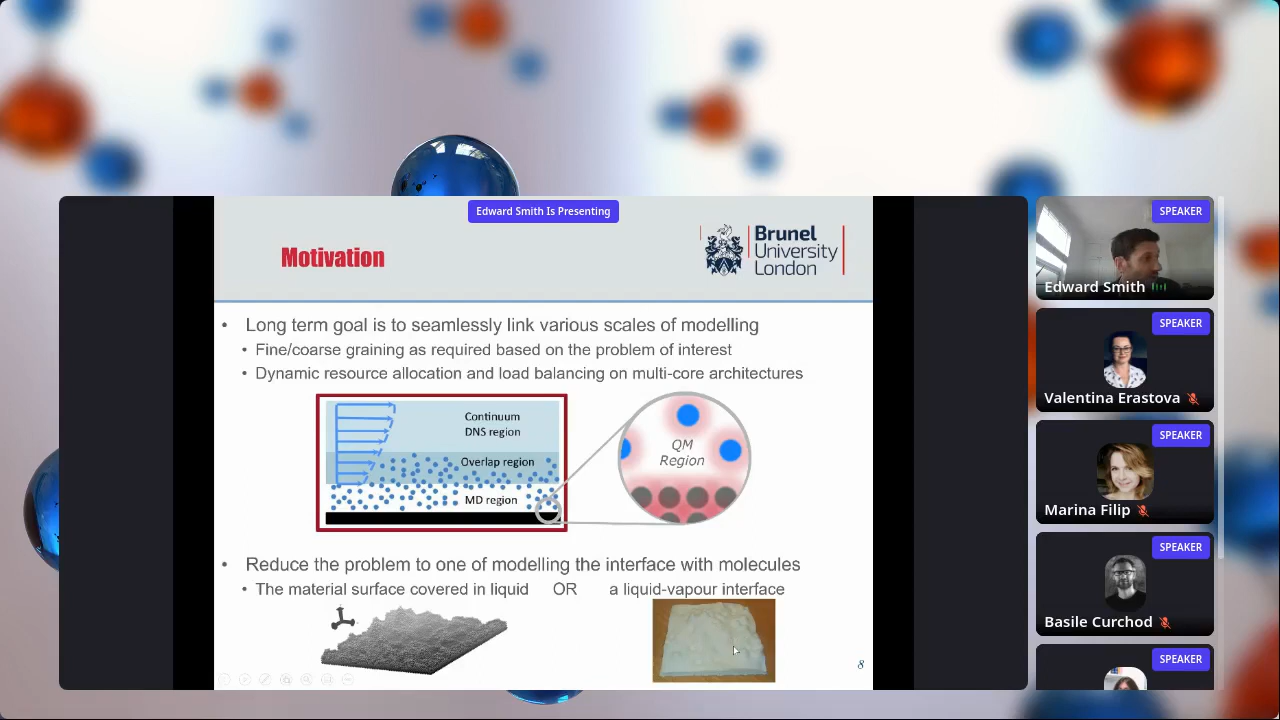 Edward Smith Is Presenting
Motivation
Brunel
University
London
• Long term goal is to seamlessly link various scales of modelling
• Fine/coarse graining as required based on the problem of interest
• Dynamic resource allocation and load balancing on multi-core architectures
Continuum
DNS region
Overlap region
MD region
QM
Region
• Reduce the problem to one of modelling the interface with molecules
• The material surface covered in liquid OR a liquid-vapour interface
8
SPEAKER
Edward Smith
SPEAKER
Valentina Erastova
SPEAKER
Marina Filip
SPEAKER
Basile Curchod
SPEAKER